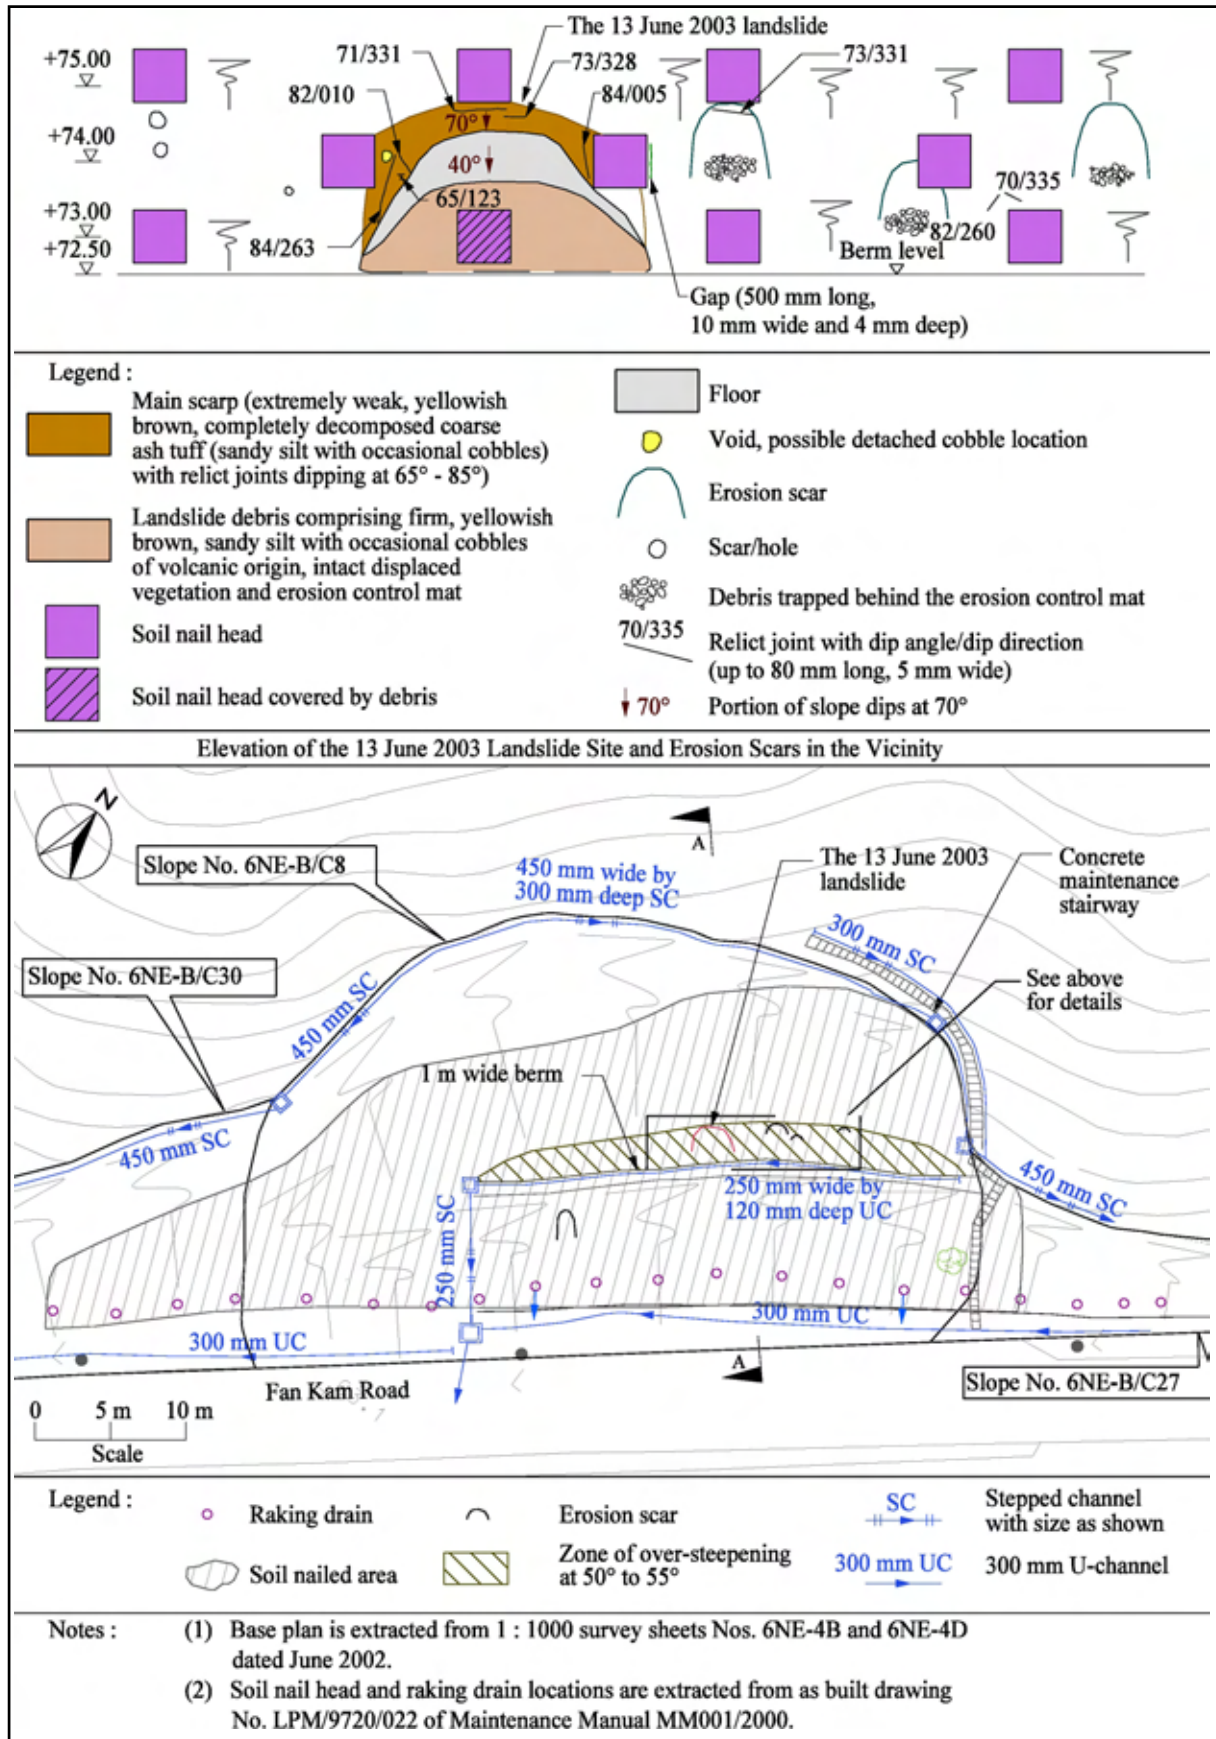 The 13 June 2003 landslide
71/331
73/328
73/331
+75.00
82/010
84/005
70°
+74.00
40°
65/123
70/335
+73.00
84/263
82/260
+72.50
Berm level
Gap (500 mm long,
10 mm wide and 4 mm deep)
Legend :
Main scarp (extremely weak, yellowish
brown, completely decomposed coarse
ash tuff (sandy silt with occasional cobbles)
with relict joints dipping at 65° - 85°)
Landslide debris comprising firm, yellowish
brown, sandy silt with occasional cobbles
of volcanic origin, intact displaced
vegetation and erosion control mat
Soil nail head
Soil nail head covered by debris
Floor
Void, possible detached cobble location
Erosion scar
Scar/hole
Debris trapped behind the erosion control mat
70/335
Relict joint with dip angle/dip direction
(up to 80 mm long, 5 mm wide)
70°
Portion of slope dips at 70°
Elevation of the 13 June 2003 Landslide Site and Erosion Scars in the Vicinity
N
A
Slope No. 6NE-B/C8
450 mm wide by
300 mm deep SC
The 13 June 2003
landslide
Concrete
maintenance
stairway
300 mm SC
Slope No. 6NE-B/C30
450 mm SC
See above
for details
1 m wide berm
450 mm SC
250 mm wide by
120 mm deep UC
450 mm SC
250 mm SC
300 mm UC
300 mm UC
A
Fan Kam Road
Slope No. 6NE-B/C27
0 5 m 10 m
Scale
Legend :
Raking drain
Soil nailed area
Erosion scar
Zone of over-steepening
at 50° to 55°
SC
Stepped channel
with size as shown
300 mm UC
300 mm U-channel
Notes :
(1) Base plan is extracted from 1 : 1000 survey sheets Nos. 6NE-4B and 6NE-4D
dated June 2002.
(2) Soil nail head and raking drain locations are extracted from as built drawing
No. LPM/9720/022 of Maintenance Manual MM001/2000.